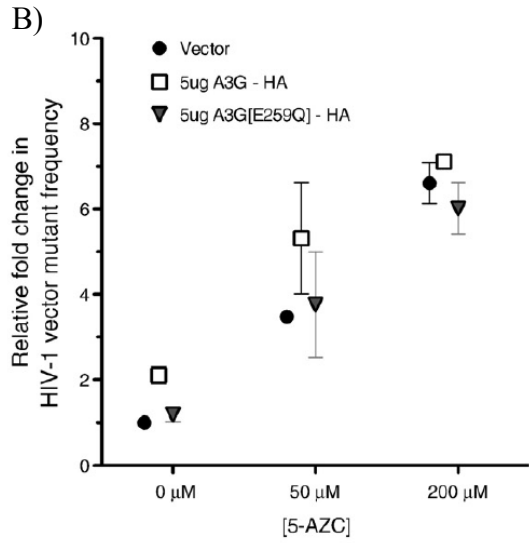 B)
Relative fold change in
HIV-1 vector mutant frequency
10
8
6
4
2
0
Vector
5ug A3G - HA
5ug A3G[E259Q] - HA
0 μM
50 μM
200 μM
[5-AZC]